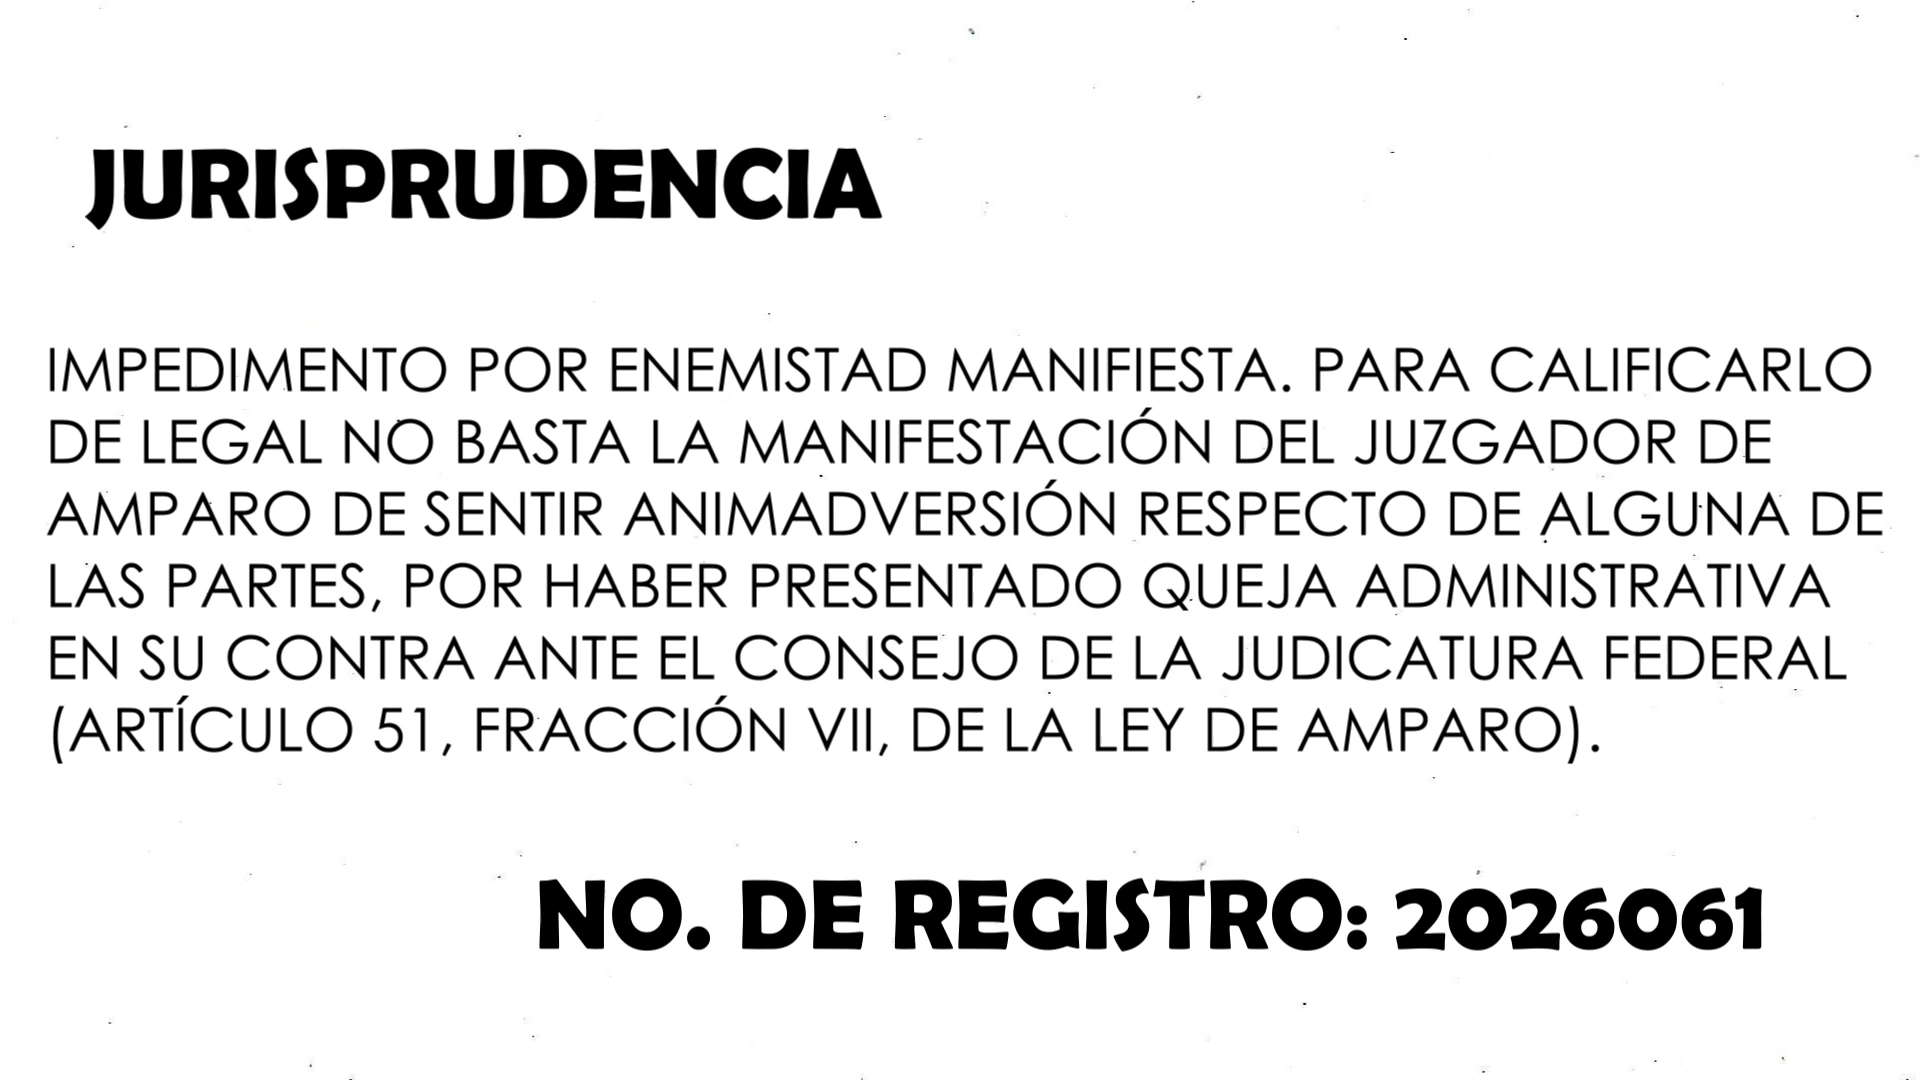 JURISPRUDENCIA
IMPEDIMENTO POR ENEMISTAD MANIFIESTA. PARA CALIFICARLO
DE LEGAL NO BASTA LA MANIFESTACIÓN DEL JUZGADOR DE
AMPARO DE SENTIR ANIMADVERSIÓN RESPECTO DE ALGUNA DE
LAS PARTES, POR HABER PRESENTADO QUEJA ADMINISTRATIVA
EN SU CONTRA ANTE EL CONSEJO DE LA JUDICATURA FEDERAL
(ARTÍCULO 51, FRACCIÓN VII, DE LA LEY DE AMPARO).
NO. DE REGISTRO: 2026061